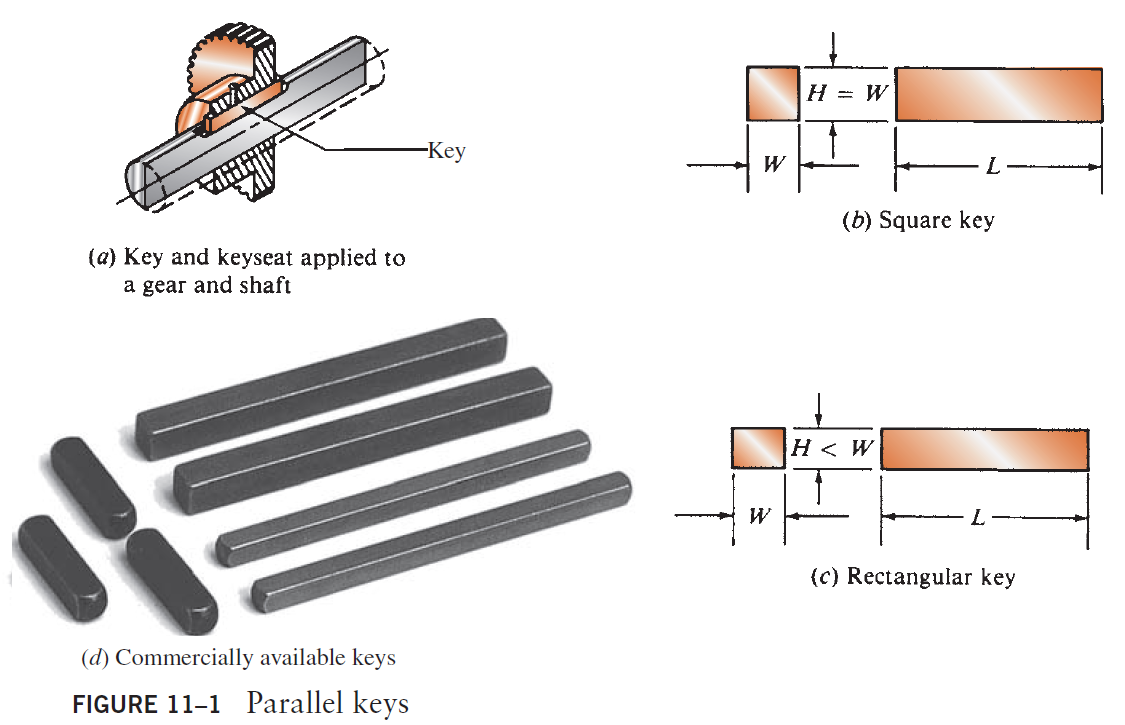 Key
(a) Key and keyseat applied to
a gear and shaft
H = W
W
L
(b) Square key
H < W
W
L
(c) Rectangular key
(d) Commercially available keys
FIGURE 11–1 Parallel keys